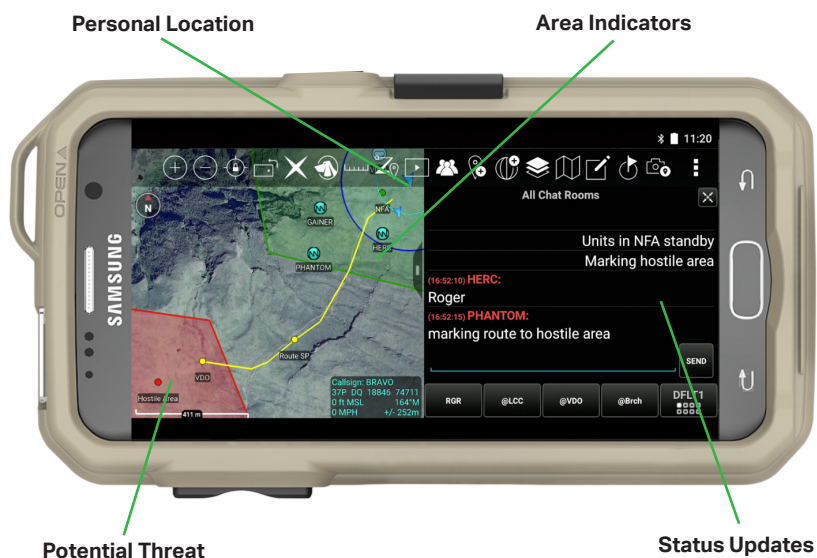 Personal Location
Area Indicators
OPEN
SAMSUNG
11:20
N
All Chat Rooms
GAINER
NFA
HERC
PHANTOM
Units in NFA standby
Marking hostile area
(16:52:10) HERC:
Roger
(16:52:15) PHANTOM:
marking route to hostile area
Route SP
VDO
Hostile Area
411 m
Callsign: BRAVO
37P DQ 18846 74711
0 ft MSL 164°M
0 MPH +/- 252m
SEND
RGR
@LCC
@VDO
@Brch
DFLT1
Potential Threat
Status Updates